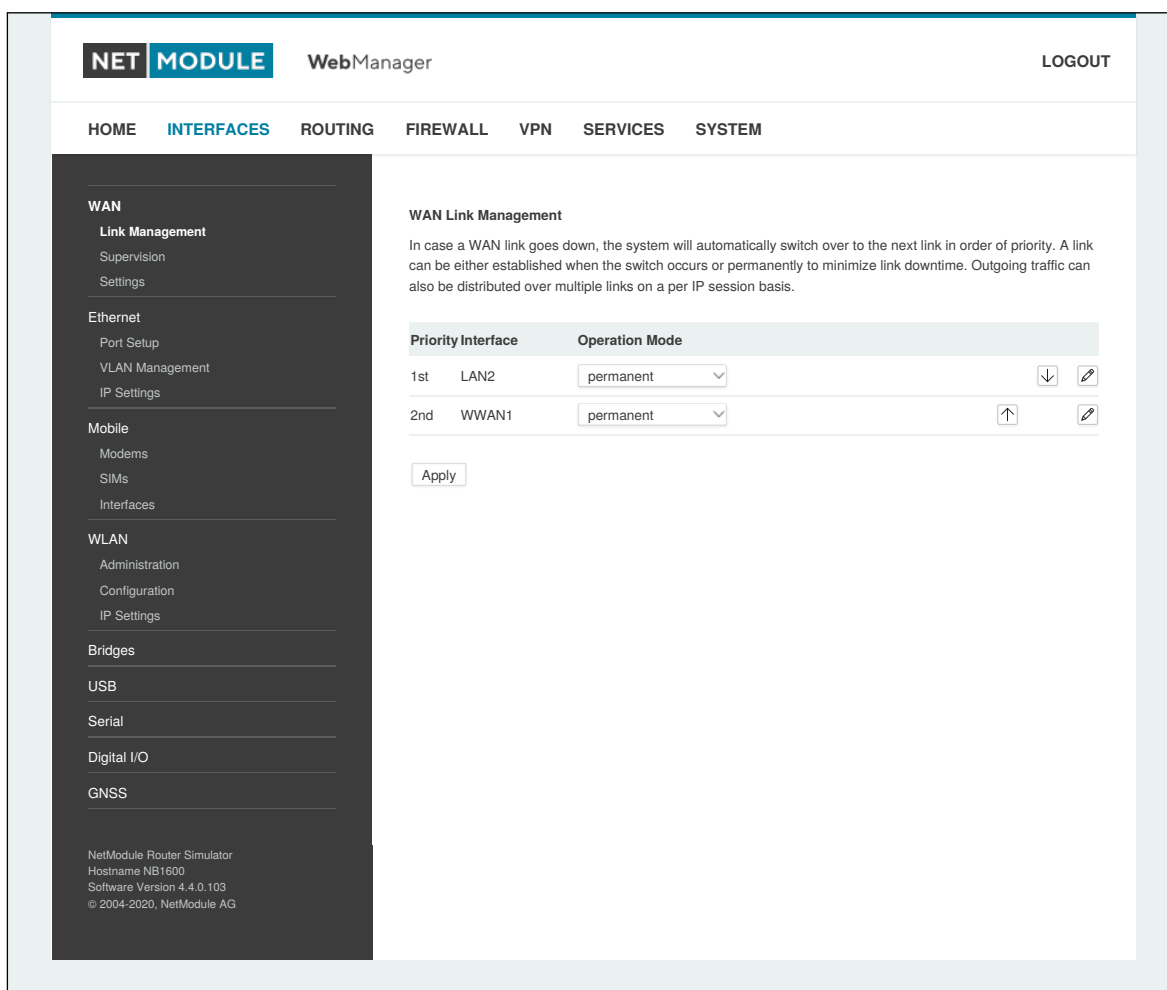 NET MODULE WebManager LOGOUT
HOME INTERFACES ROUTING FIREWALL VPN SERVICES SYSTEM
WAN
Link Management
Supervision
Settings
Ethernet
Port Setup
VLAN Management
IP Settings
Mobile
Modems
SIMs
Interfaces
WLAN
Administration
Configuration
IP Settings
Bridges
USB
Serial
Digital I/O
GNSS
NetModule Router Simulator
Hostname NB1600
Software Version 4.4.0.103
© 2004-2020, NetModule AG
WAN Link Management
In case a WAN link goes down, the system will automatically switch over to the next link in order of priority. A link
can be either established when the switch occurs or permanently to minimize link downtime. Outgoing traffic can
also be distributed over multiple links on a per IP session basis.
Priority Interface Operation Mode
1st LAN2 permanent
2nd WWAN1 permanent
Apply